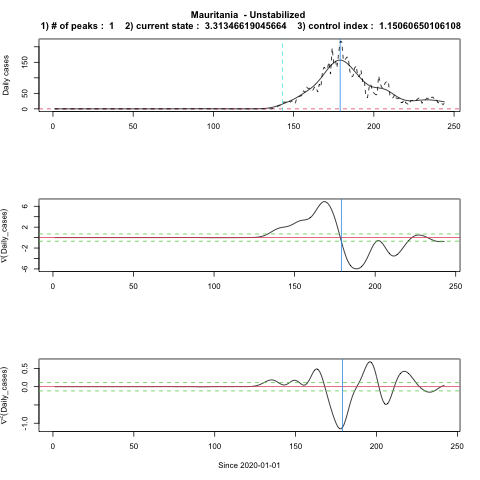 Mauritania - Unstabilized
1) # of peaks : 1 2) current state : 3.31346619045664 3) control index : 1.15060650106108
Daily cases
0 50 150
0 50 100 150 200 250
∇(Daily_cases)
-6 -2 2 6
0 50 100 150 200 250
∇²(Daily_cases)
-1.0 0.0 0.5
0 50 100 150 200 250
Since 2020-01-01